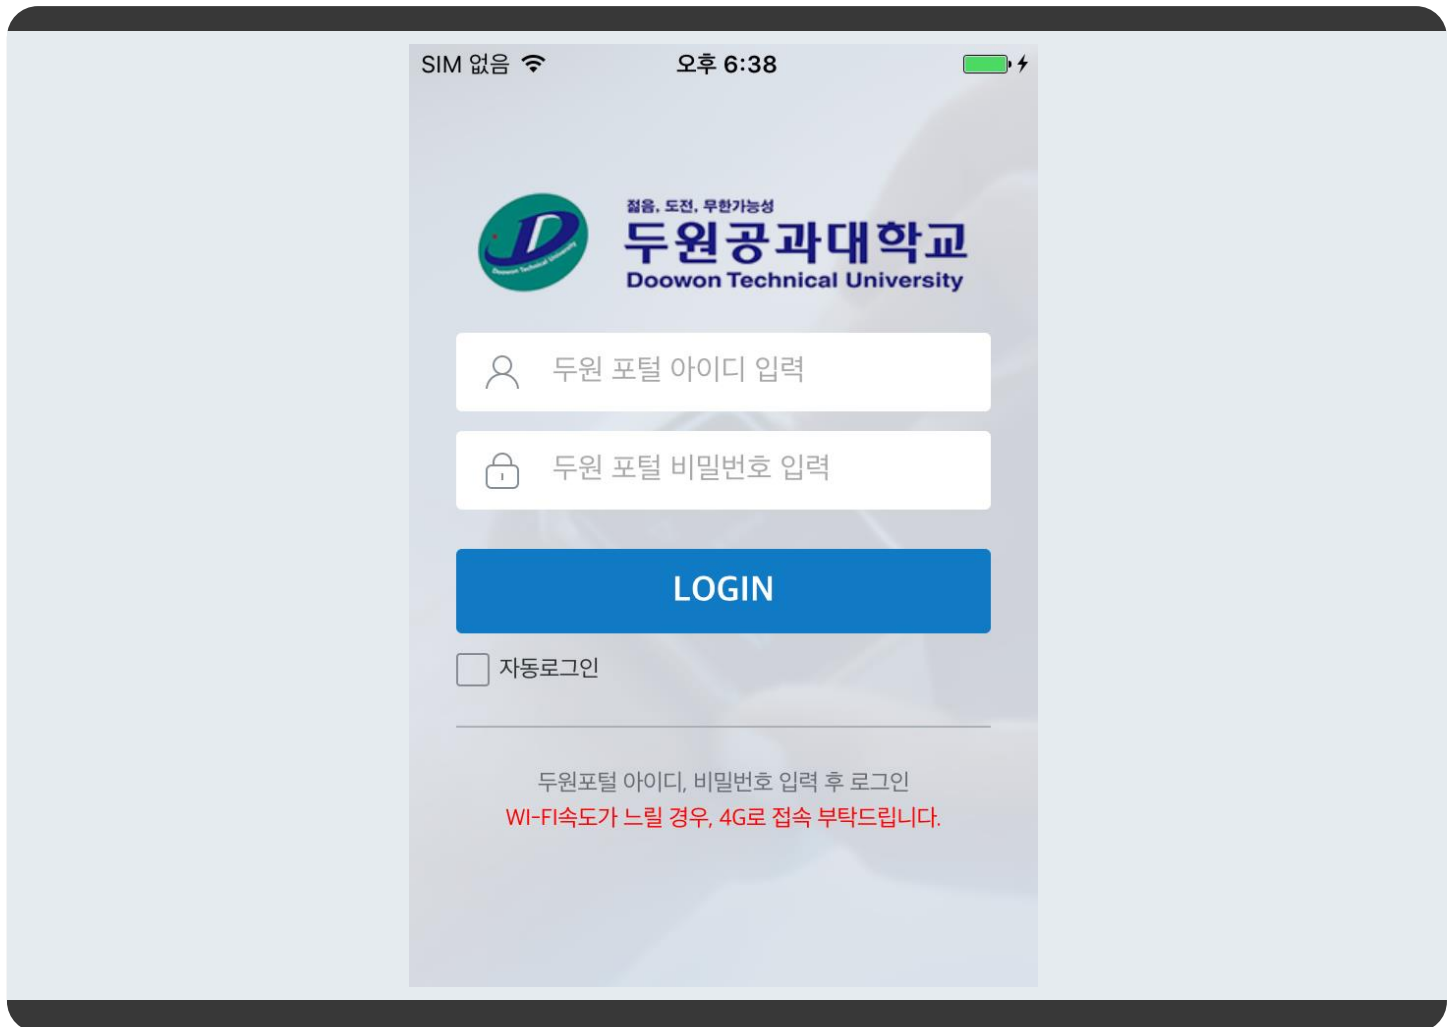 SIM 없음 오후 6:38
젊음, 도전, 무한가능성
두원공과대학교
Doowon Technical University
Doowon Technical University
두원 포털 아이디 입력
두원 포털 비밀번호 입력
LOGIN
자동로그인
두원포털 아이디, 비밀번호 입력 후 로그인
WI-FI속도가 느릴 경우, 4G로 접속 부탁드립니다.